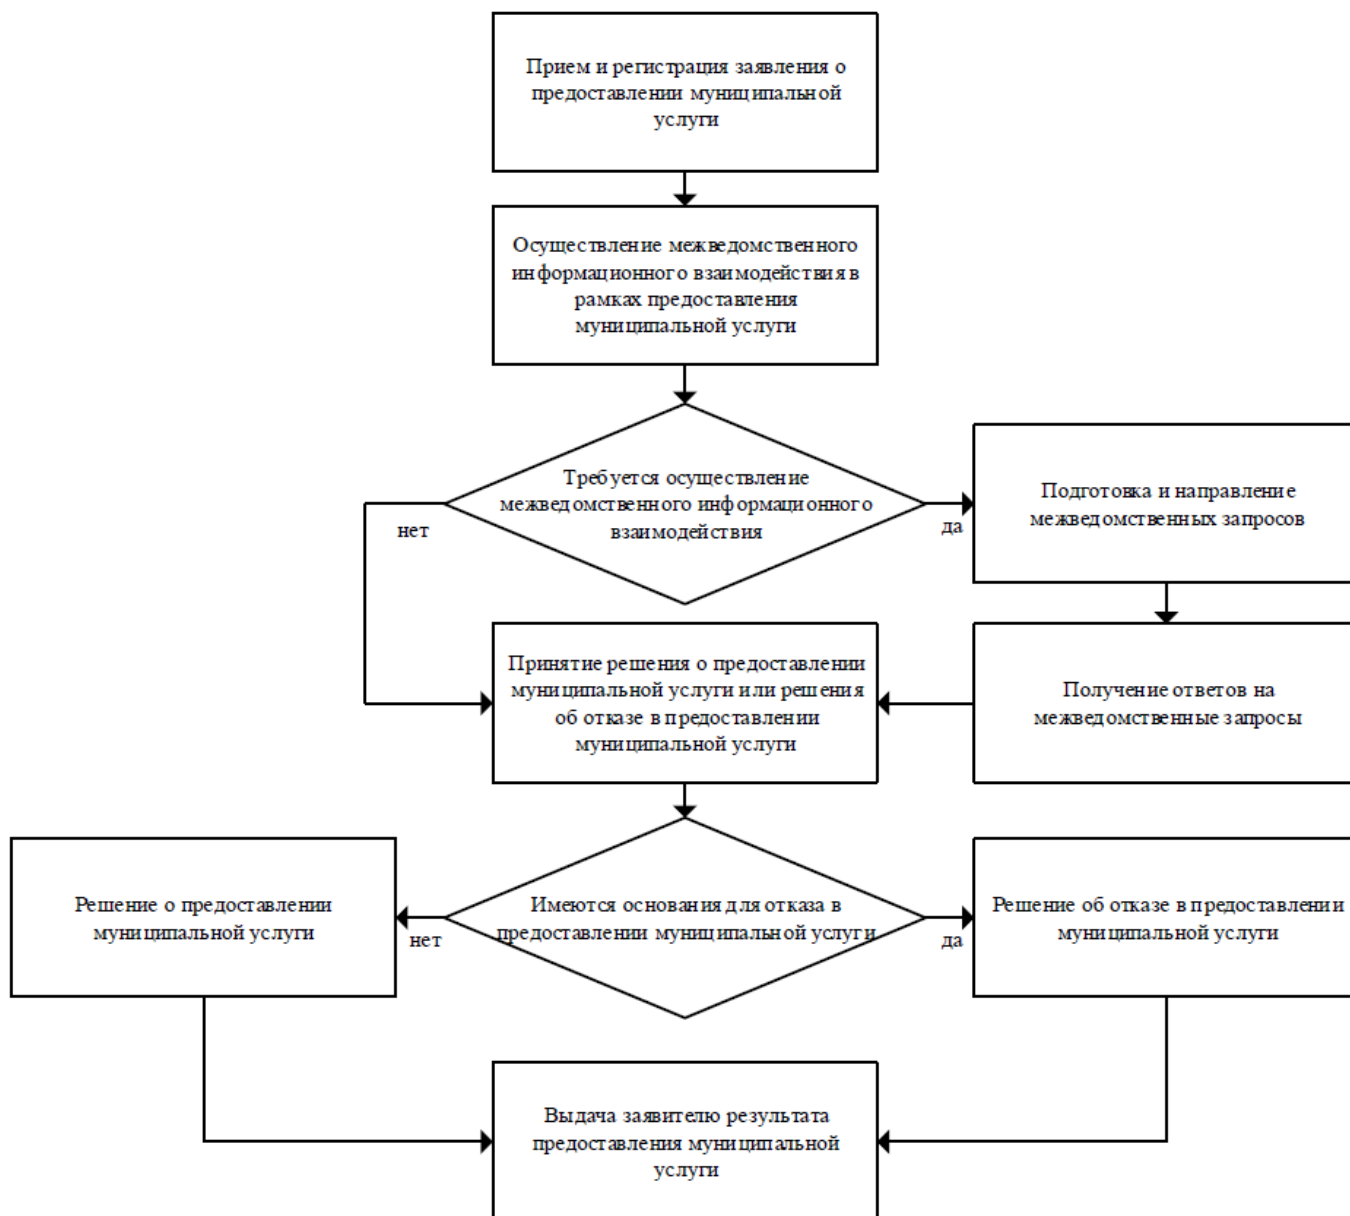 Прием и регистрация заявления о
предоставлении муниципальной
услуги
Осуществление межведомственного
информационного взаимодействия в
рамках предоставления
муниципальной услуги
Требуется осуществление
межведомственного информационного
взаимодействия
нет
да
Подготовка и направление
межведомственных запросов
Принятие решения о предоставлении
муниципальной услуги или решения
об отказе в предоставлении
муниципальной услуги
Получение ответов на
межведомственные запросы
Решение о предоставлении
муниципальной услуги
нет
Имеются основания для отказа в
предоставлении муниципальной услуги
да
Решение об отказе в предоставлении
муниципальной услуги
Выдача заявителю результата
предоставления муниципальной
услуги